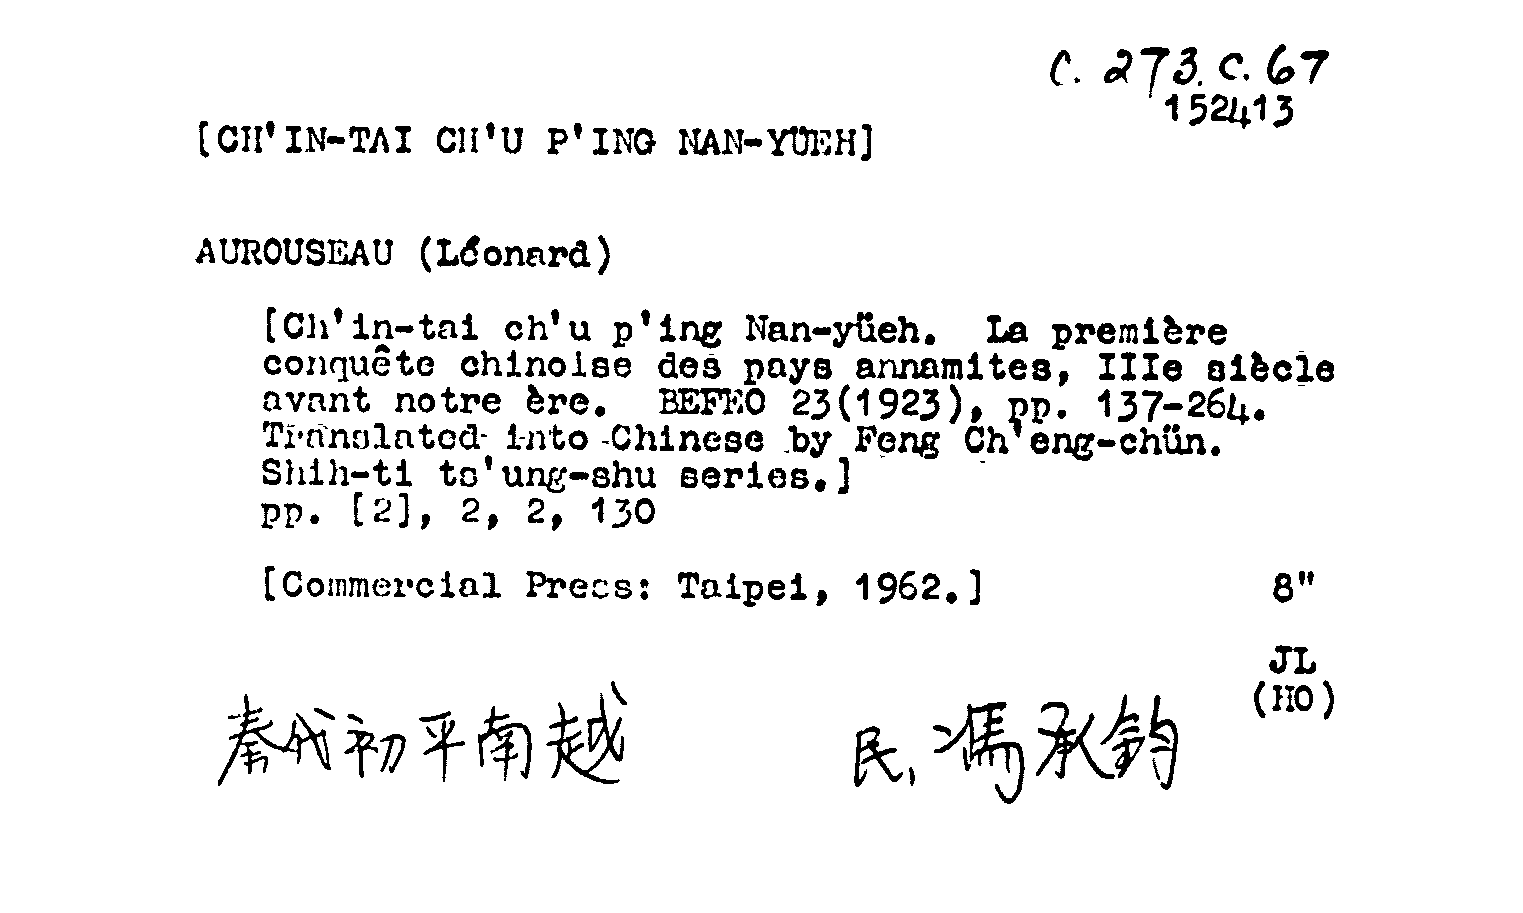 C. 273. C. 67
152413
[CH'IN-TAI CH'U P'ING NAN-YÜEH]
AUROUSEAU (Léonard)
[Ch'in-tai ch'u p'ing Nan-yüeh. La première
conquête chinoise des pays annamites, IIIe siècle
avant notre ère. BEFEO 23(1923), pp. 137-264.
Translated into Chinese by Feng Ch'eng-chün.
Shih-ti ts'ung-shu series.]
pp. [2], 2, 2, 130
[Commercial Press: Taipei, 1962.] 8"
JL
(HO)
秦代初平南越 民、馮承鈞